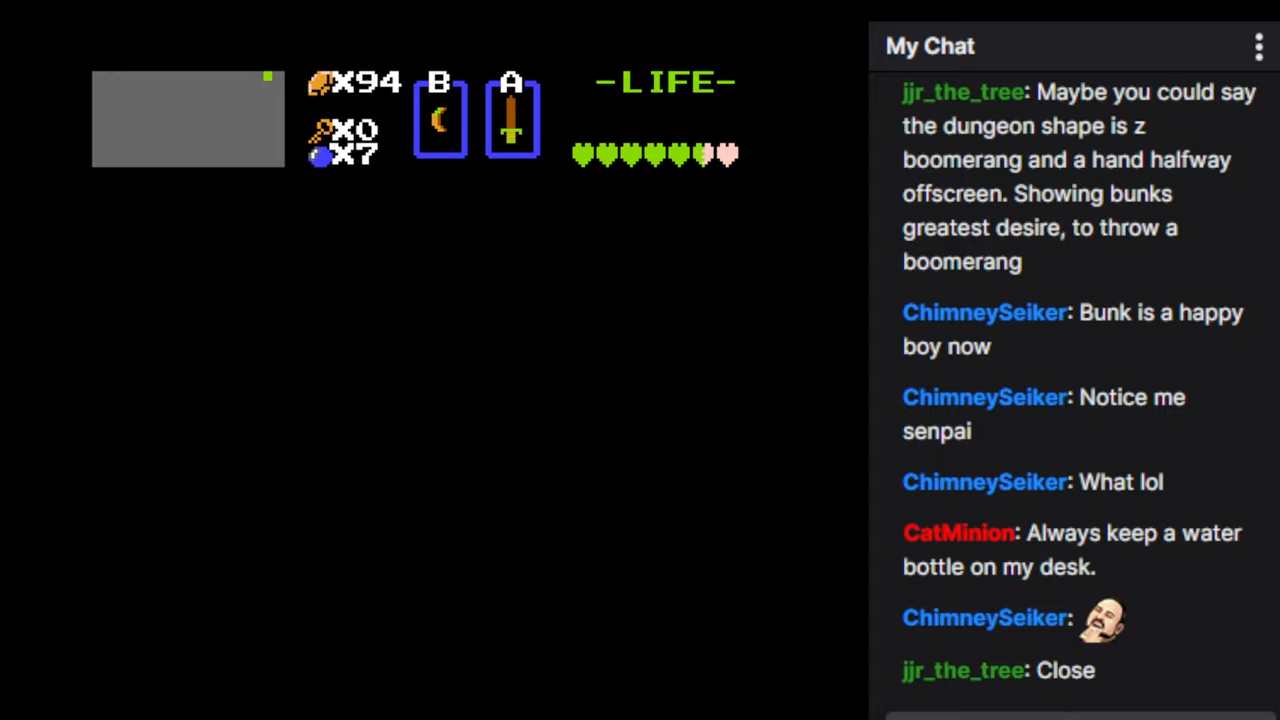 X94
B
A
-LIFE-
X0
X7
My Chat
jjr_the_tree: Maybe you could say
the dungeon shape is z
boomerang and a hand halfway
offscreen. Showing bunks
greatest desire, to throw a
boomerang
ChimneySeiker: Bunk is a happy
boy now
ChimneySeiker: Notice me
senpai
ChimneySeiker: What lol
CatMinion: Always keep a water
bottle on my desk.
ChimneySeiker:
jjr_the_tree: Close